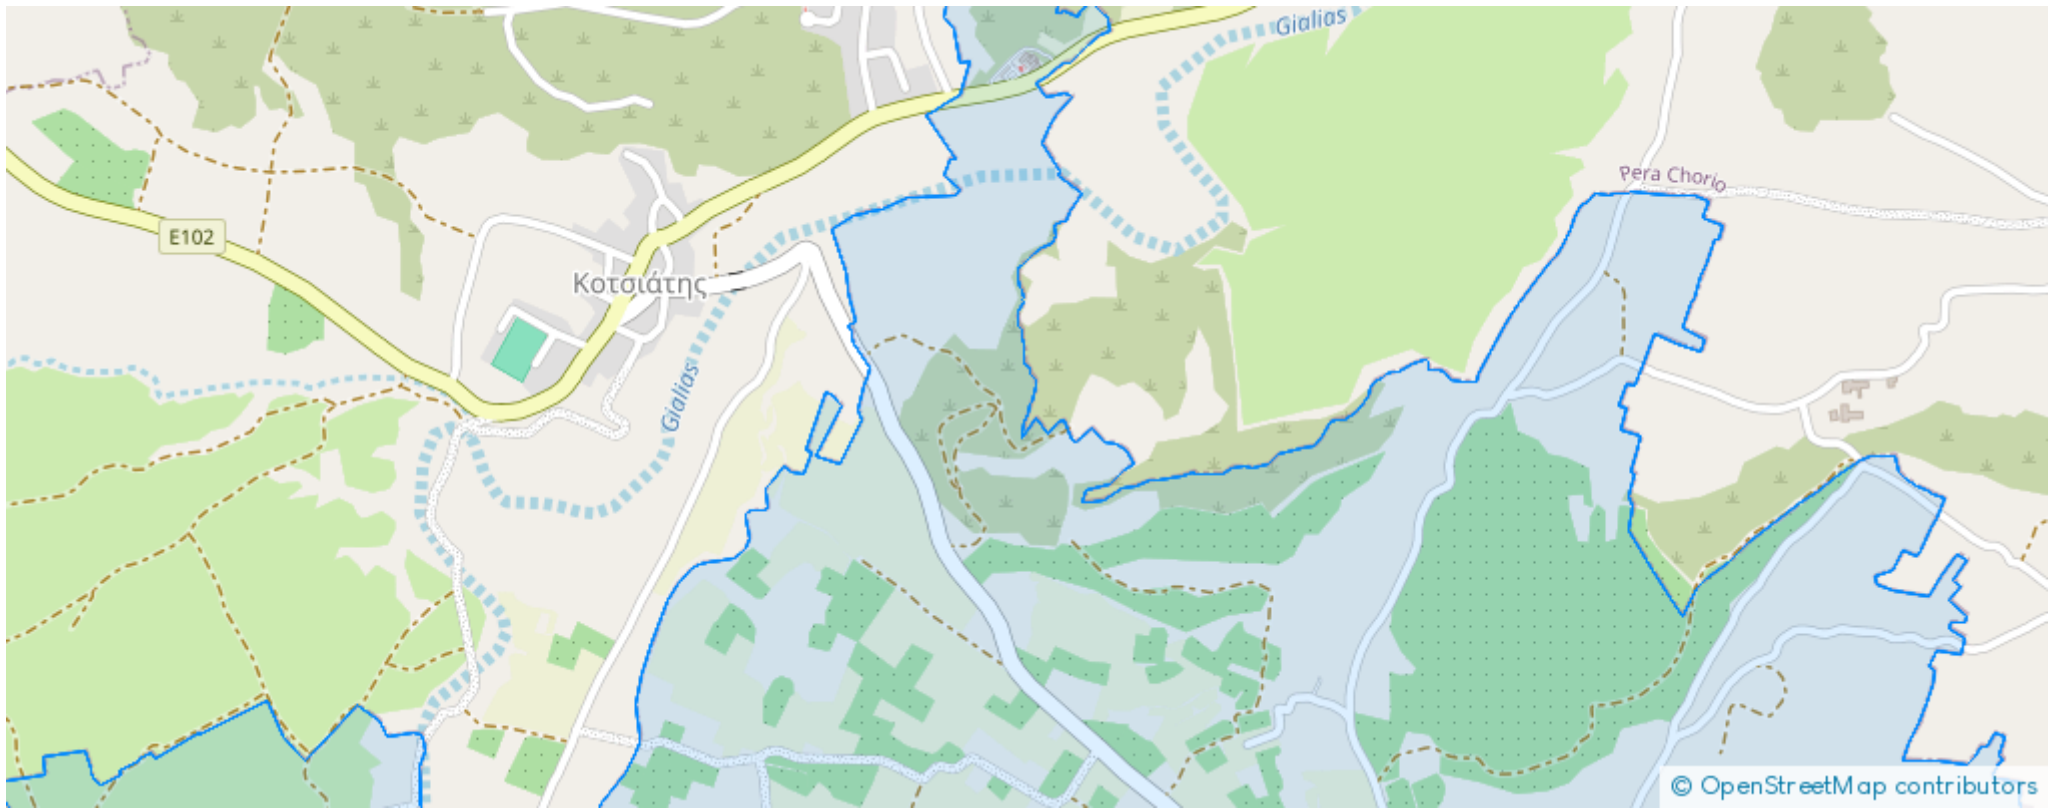 Gialias
Pera Chorio
E102
Κοτσιάτης
Gialias
© OpenStreetMap contributors